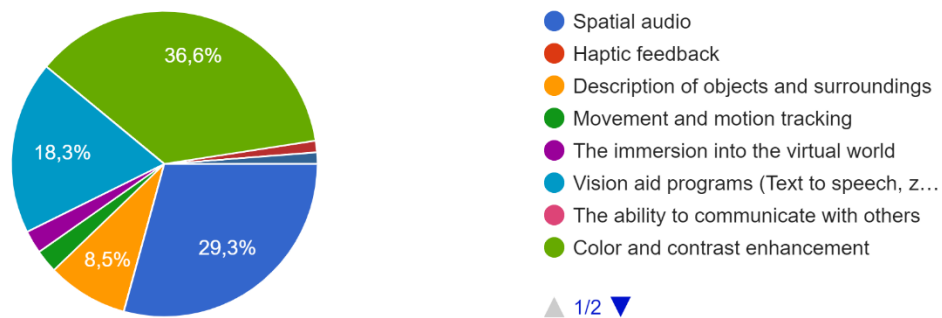 36,6%
18,3%
8,5%
29,3%
Spatial audio
Haptic feedback
Description of objects and surroundings
Movement and motion tracking
The immersion into the virtual world
Vision aid programs (Text to speech, z…
The ability to communicate with others
Color and contrast enhancement
1/2